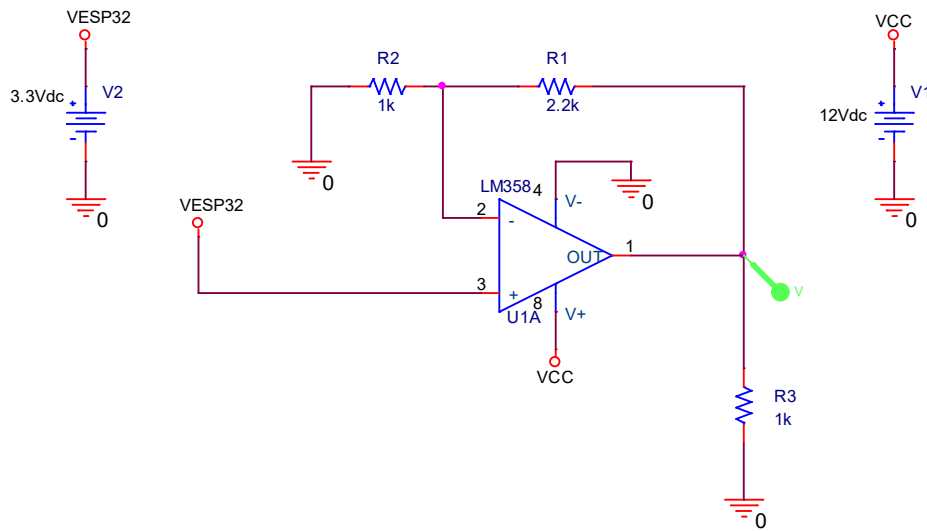 VESP32
VCC
R2
R1
3.3Vdc
V2
1k
2.2k
12Vdc
V1
0
LM358
4
V-
0
0
0
VESP32
2
-
OUT
1
3
+
8
V+
U1A
V
VCC
R3
1k
0